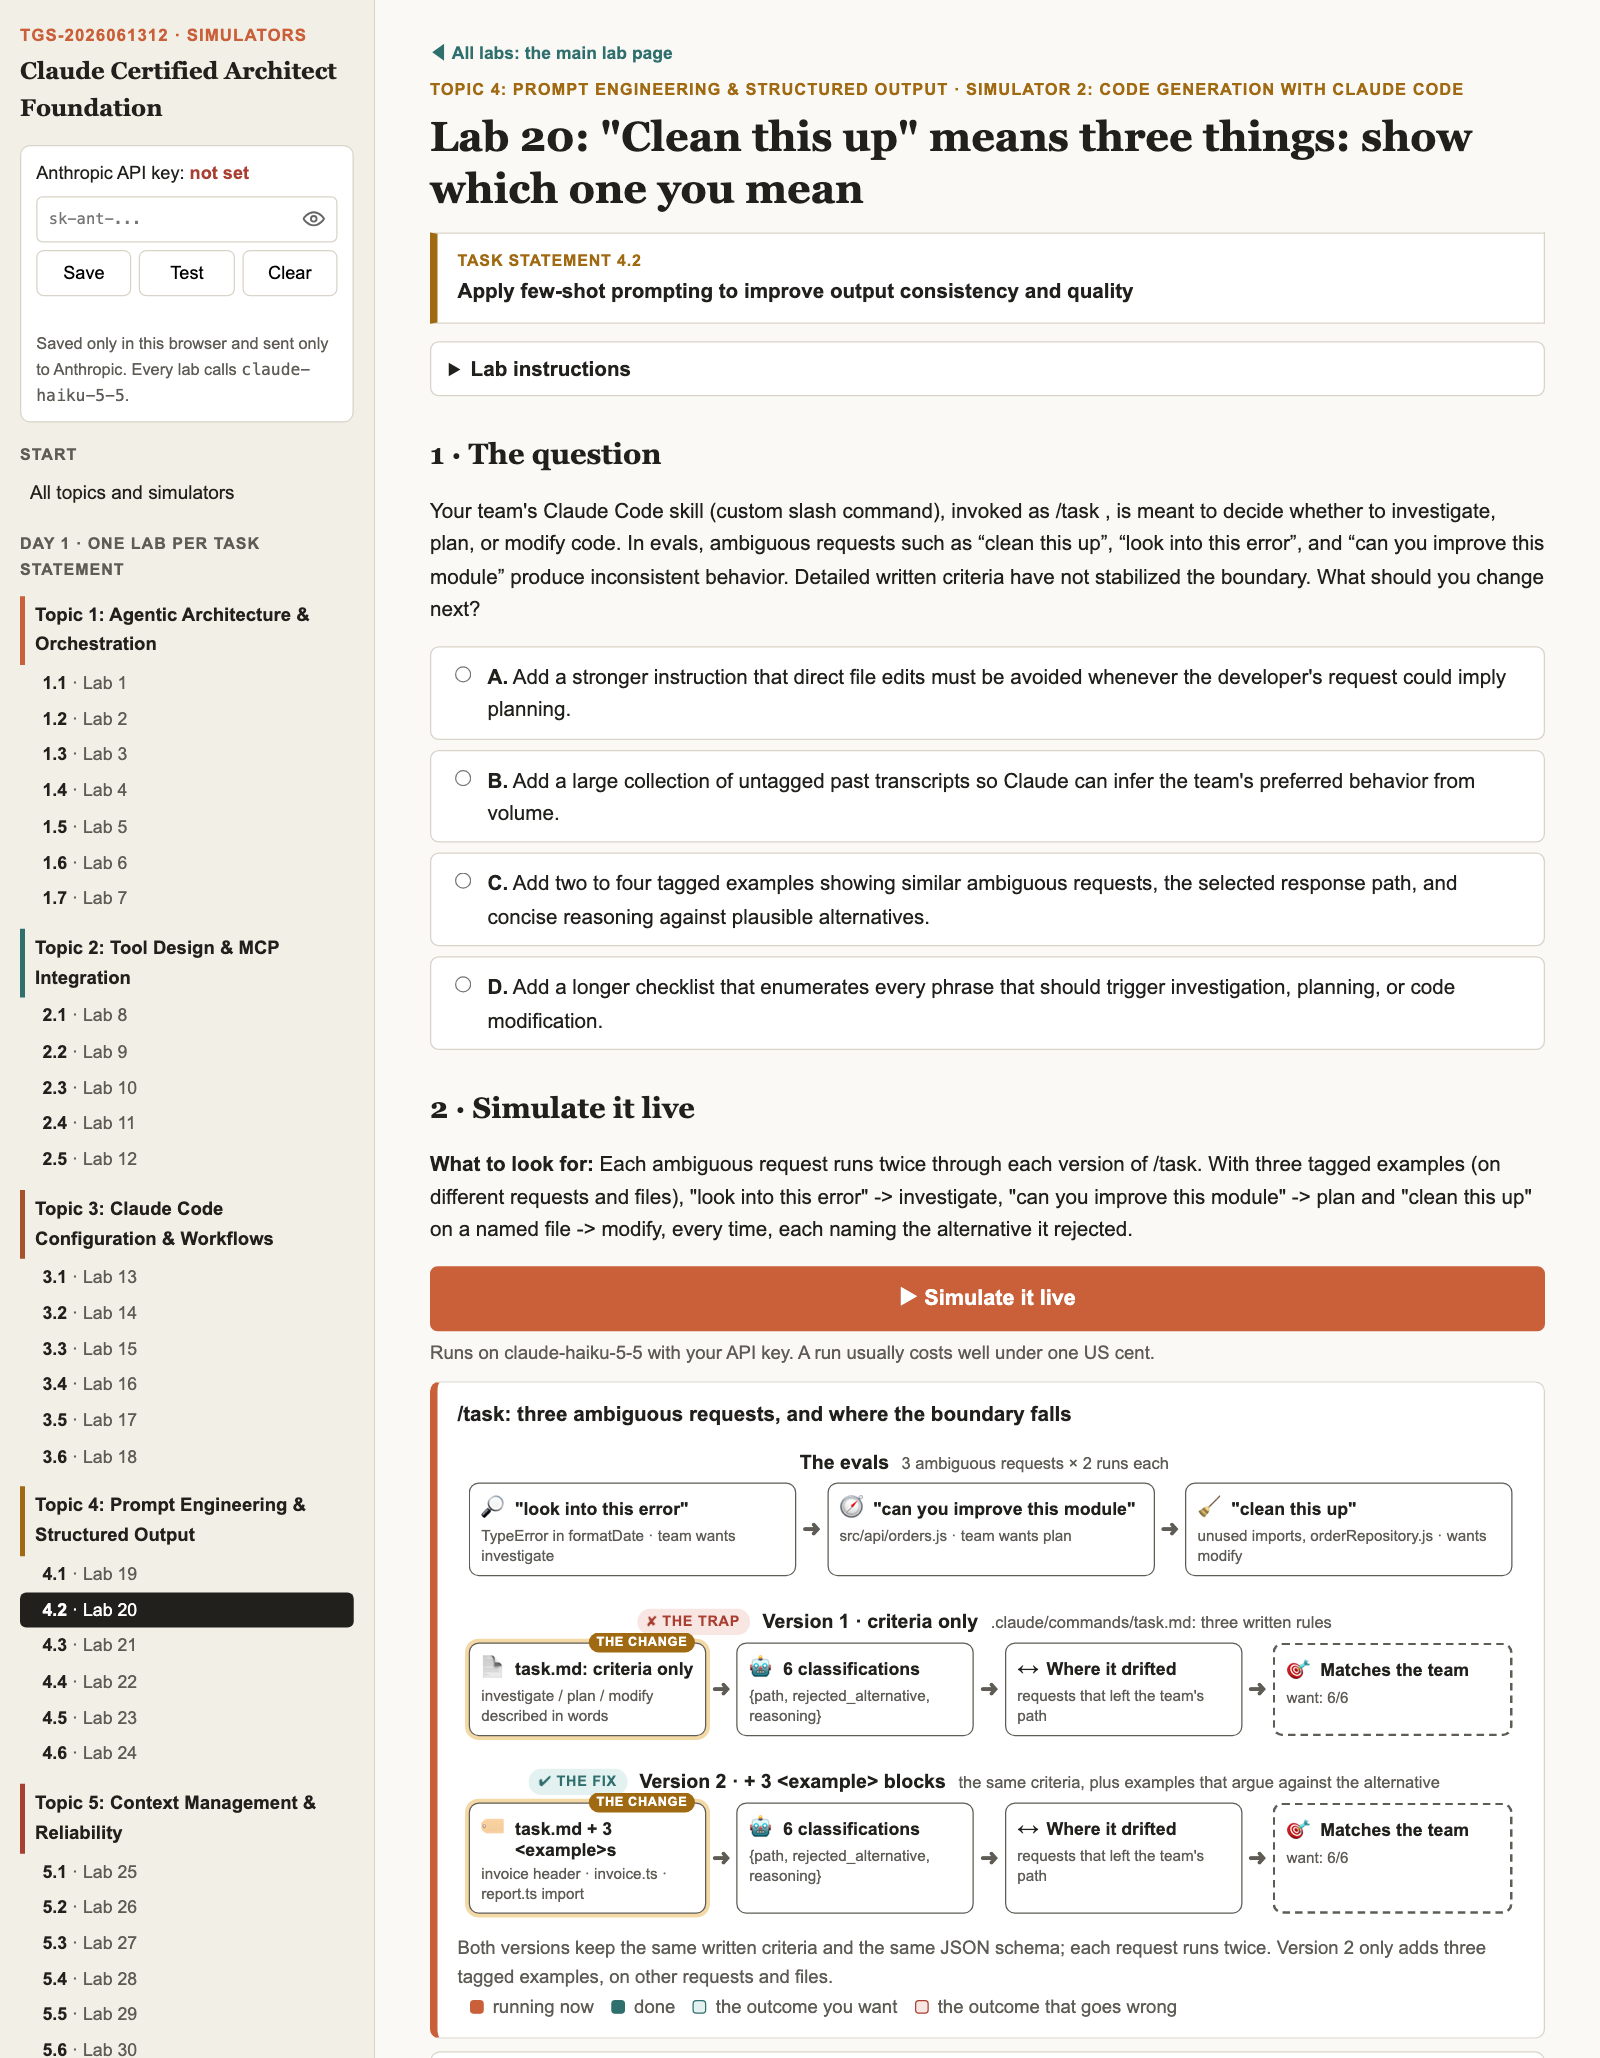 TGS-2026061312 · SIMULATORS
Claude Certified Architect
Foundation
Anthropic API key: not set
sk-ant-...
Save
Test
Clear
Saved only in this browser and sent only
to Anthropic. Every lab calls claude-
haiku-5-5.
START
All topics and simulators
DAY 1 · ONE LAB PER TASK
STATEMENT
Topic 1: Agentic Architecture &
Orchestration
1.1 · Lab 1
1.2 · Lab 2
1.3 · Lab 3
1.4 · Lab 4
1.5 · Lab 5
1.6 · Lab 6
1.7 · Lab 7
Topic 2: Tool Design & MCP
Integration
2.1 · Lab 8
2.2 · Lab 9
2.3 · Lab 10
2.4 · Lab 11
2.5 · Lab 12
Topic 3: Claude Code
Configuration & Workflows
3.1 · Lab 13
3.2 · Lab 14
3.3 · Lab 15
3.4 · Lab 16
3.5 · Lab 17
3.6 · Lab 18
Topic 4: Prompt Engineering &
Structured Output
4.1 · Lab 19
4.2 · Lab 20
4.3 · Lab 21
4.4 · Lab 22
4.5 · Lab 23
4.6 · Lab 24
Topic 5: Context Management &
Reliability
5.1 · Lab 25
5.2 · Lab 26
5.3 · Lab 27
5.4 · Lab 28
5.5 · Lab 29
5.6 · Lab 30
◀ All labs: the main lab page
TOPIC 4: PROMPT ENGINEERING & STRUCTURED OUTPUT · SIMULATOR 2: CODE GENERATION WITH CLAUDE CODE
Lab 20: "Clean this up" means three things: show
which one you mean
TASK STATEMENT 4.2
Apply few-shot prompting to improve output consistency and quality
▶ Lab instructions
1 · The question
Your team's Claude Code skill (custom slash command), invoked as /task , is meant to decide whether to investigate,
plan, or modify code. In evals, ambiguous requests such as “clean this up”, “look into this error”, and “can you improve this
module” produce inconsistent behavior. Detailed written criteria have not stabilized the boundary. What should you change
next?
A. Add a stronger instruction that direct file edits must be avoided whenever the developer's request could imply
planning.
B. Add a large collection of untagged past transcripts so Claude can infer the team's preferred behavior from
volume.
C. Add two to four tagged examples showing similar ambiguous requests, the selected response path, and
concise reasoning against plausible alternatives.
D. Add a longer checklist that enumerates every phrase that should trigger investigation, planning, or code
modification.
2 · Simulate it live
What to look for: Each ambiguous request runs twice through each version of /task. With three tagged examples (on
different requests and files), "look into this error" -> investigate, "can you improve this module" -> plan and "clean this up"
on a named file -> modify, every time, each naming the alternative it rejected.
▶ Simulate it live
Runs on claude-haiku-5-5 with your API key. A run usually costs well under one US cent.
/task: three ambiguous requests, and where the boundary falls
The evals 3 ambiguous requests × 2 runs each
"look into this error"
TypeError in formatDate · team wants
investigate
"can you improve this module"
src/api/orders.js · team wants plan
"clean this up"
unused imports, orderRepository.js · wants
modify
✘ THE TRAP Version 1 · criteria only .claude/commands/task.md: three written rules
THE CHANGE
task.md: criteria only
investigate / plan / modify
described in words
6 classifications
{path, rejected_alternative,
reasoning}
↔ Where it drifted
requests that left the team's
path
Matches the team
want: 6/6
✔ THE FIX Version 2 · + 3 <example> blocks the same criteria, plus examples that argue against the alternative
THE CHANGE
task.md + 3
<example>s
invoice header · invoice.ts ·
report.ts import
6 classifications
{path, rejected_alternative,
reasoning}
↔ Where it drifted
requests that left the team's
path
Matches the team
want: 6/6
Both versions keep the same written criteria and the same JSON schema; each request runs twice. Version 2 only adds three
tagged examples, on other requests and files.
running now done the outcome you want the outcome that goes wrong